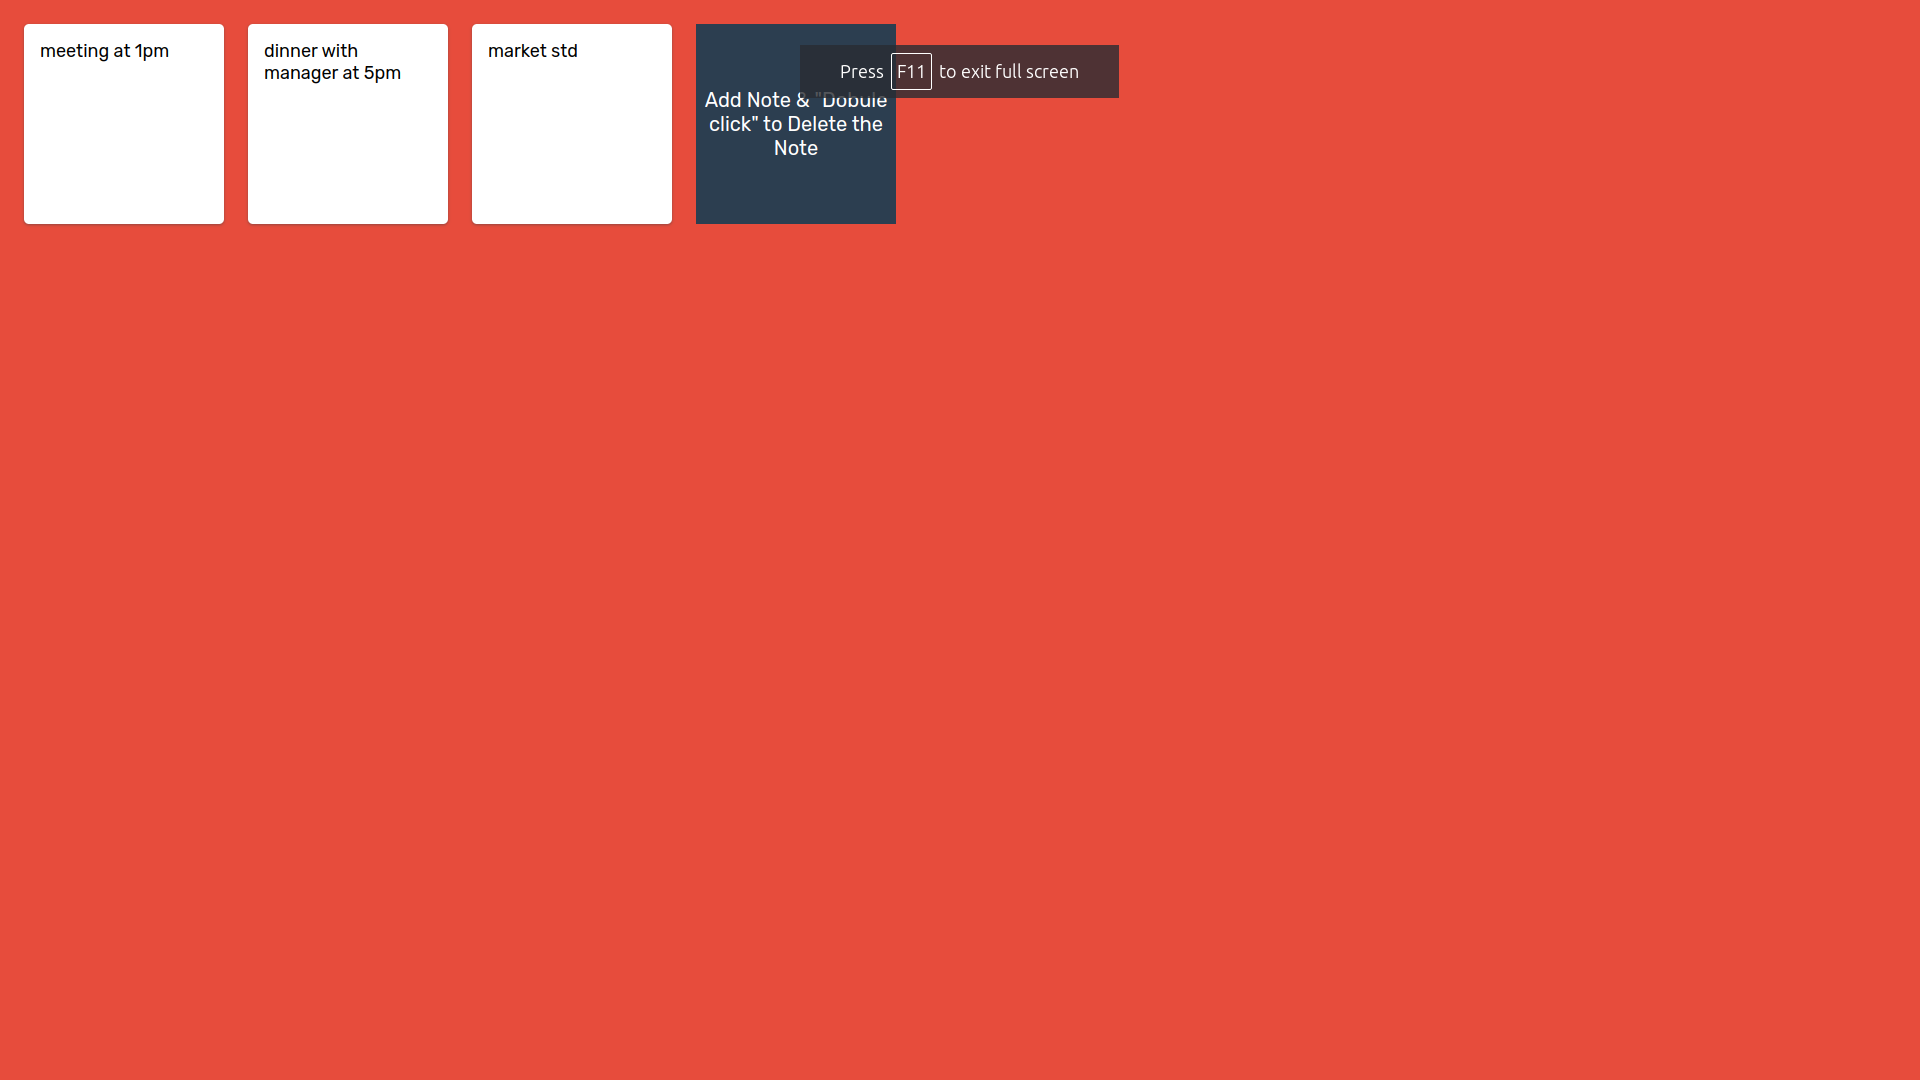 meeting at 1pm
dinner with
manager at 5pm
market std
Press F11 to exit full screen
Add Note & "Dobule
click" to Delete the
Note